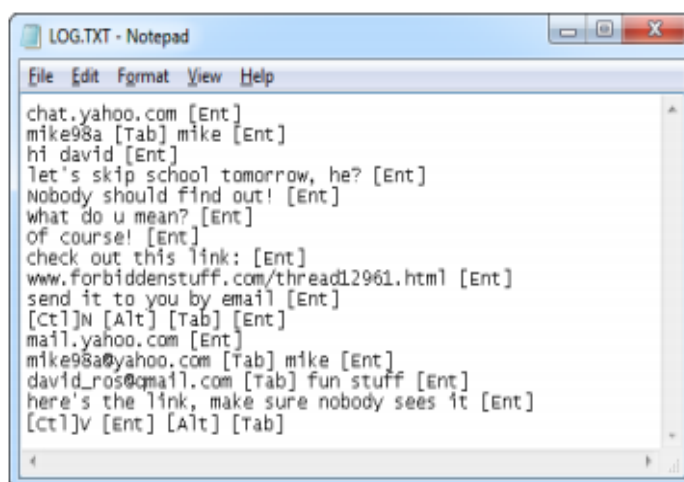 LOG.TXT - Notepad
File Edit Format View Help
chat.yahoo.com [Ent]
mike98a [Tab] mike [Ent]
hi david [Ent]
let's skip school tomorrow, he? [Ent]
Nobody should find out! [Ent]
what do u mean? [Ent]
Of course! [Ent]
check out this link: [Ent]
www.forbiddenstuff.com/thread12961.html [Ent]
send it to you by email [Ent]
[Ctl]N [Alt] [Tab] [Ent]
mail.yahoo.com [Ent]
mike98a@yahoo.com [Tab] mike [Ent]
david_ros@qmail.com [Tab] fun stuff [Ent]
here's the link, make sure nobody sees it [Ent]
[Ctl]V [Ent] [Alt] [Tab]